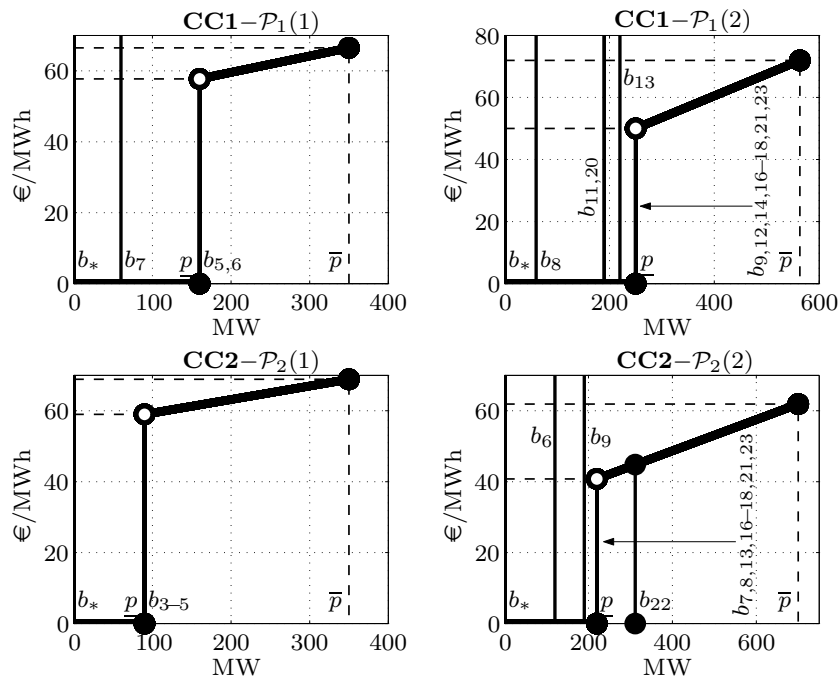 CC1–𝒫₁(1)
€/MWh
60
40
20
0
b* b₇ p b₅,₆ p̅
0 100 200 300 400
MW
CC1–𝒫₁(2)
€/MWh
80
60
40
20
0
b₁₃
b₁₁,₂₀
b₉,₁₂,₁₄,₁₆₋₁₈,₂₁,₂₃
b* b₈ p p̅
0 200 400 600
MW
CC2–𝒫₂(1)
€/MWh
60
40
20
0
b* p b₃₋₅ p̅
0 100 200 300 400
MW
CC2–𝒫₂(2)
€/MWh
60
40
20
0
b₆ b₉
b₇,₈,₁₃,₁₆₋₁₈,₂₁,₂₃
b* p b₂₂ p̅
0 200 400 600
MW